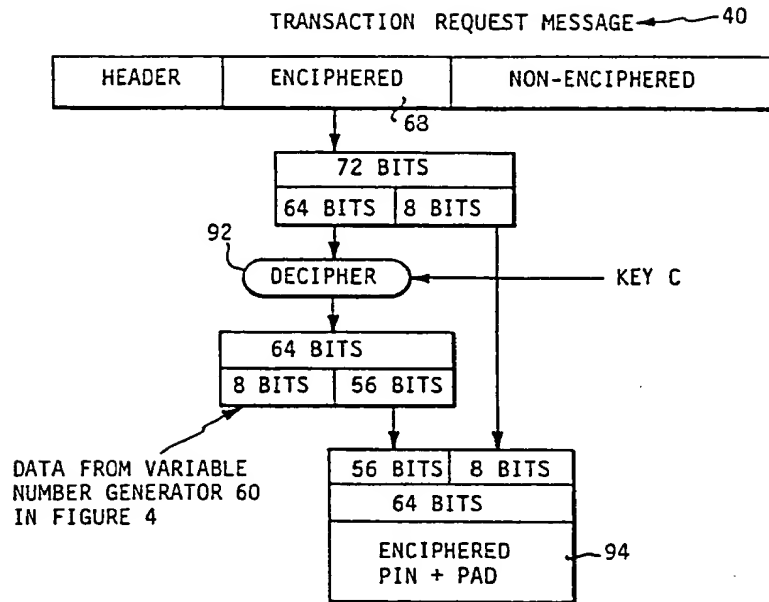 TRANSACTION REQUEST MESSAGE 40
HEADER ENCIPHERED NON-ENCIPHERED
68
72 BITS
64 BITS 8 BITS
92
DECIPHER
KEY C
64 BITS
8 BITS 56 BITS
DATA FROM VARIABLE
NUMBER GENERATOR 60
IN FIGURE 4
56 BITS 8 BITS
64 BITS
ENCIPHERED
PIN + PAD
94